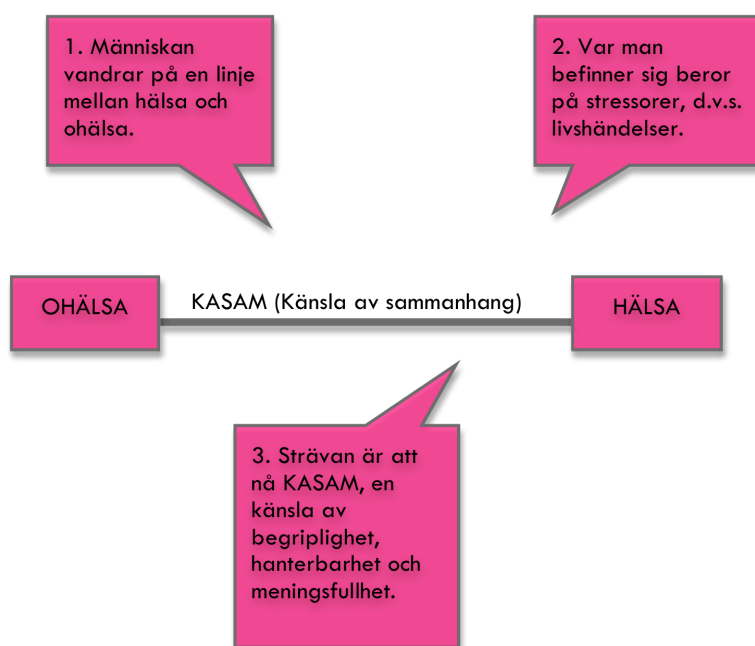 1. Människan
vandrar på en linje
mellan hälsa och
ohälsa.
2. Var man
befinner sig beror
på stressorer, d.v.s.
livshändelser.
OHÄLSA
KASAM (Känsla av sammanhang)
HÄLSA
3. Strävan är att
nå KASAM, en
känsla av
begriplighet,
hanterbarhet och
meningsfullhet.